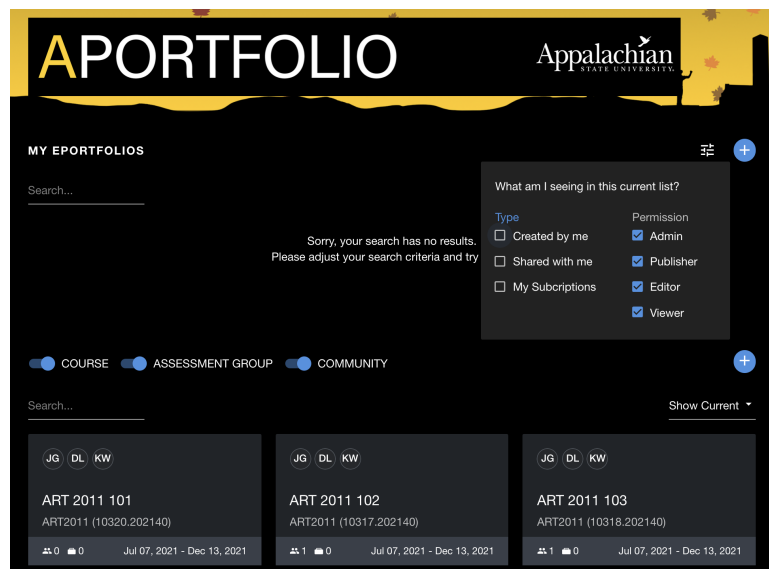 APORTFOLIO
Appalachian
STATE UNIVERSITY.
MY EPORTFOLIOS
Search...
What am I seeing in this current list?
Type
Permission
Created by me
Admin
Shared with me
Publisher
My Subcriptions
Editor
Viewer
Sorry, your search has no results.
Please adjust your search criteria and try
COURSE
ASSESSMENT GROUP
COMMUNITY
Search...
Show Current
JG DL KW
ART 2011 101
ART2011 (10320.202140)
0 0 Jul 07, 2021 - Dec 13, 2021
JG DL KW
ART 2011 102
ART2011 (10317.202140)
1 0 Jul 07, 2021 - Dec 13, 2021
JG DL KW
ART 2011 103
ART2011 (10318.202140)
1 0 Jul 07, 2021 - Dec 13, 2021